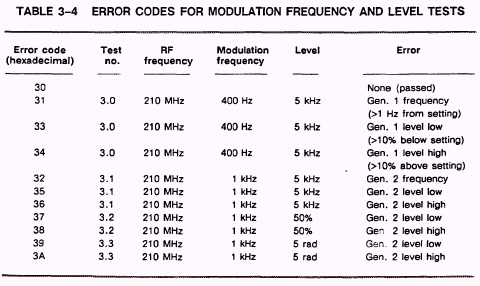 TABLE 3–4 ERROR CODES FOR MODULATION FREQUENCY AND LEVEL TESTS
Error code Test RF Modulation Level Error
(hexadecimal) no. frequency frequency
30 None (passed)
31 3.0 210 MHz 400 Hz 5 kHz Gen. 1 frequency
(>1 Hz from setting)
33 3.0 210 MHz 400 Hz 5 kHz Gen. 1 level low
(>10% below setting)
34 3.0 210 MHz 400 Hz 5 kHz Gen. 1 level high
(>10% above setting)
32 3.1 210 MHz 1 kHz 5 kHz Gen. 2 frequency
35 3.1 210 MHz 1 kHz 5 kHz Gen. 2 level low
36 3.1 210 MHz 1 kHz 5 kHz Gen. 2 level high
37 3.2 210 MHz 1 kHz 50% Gen. 2 level low
38 3.2 210 MHz 1 kHz 50% Gen 2 level high
39 3.3 210 MHz 1 kHz 5 rad Gen. 2 level low
3A 3.3 210 MHz 1 kHz 5 rad Gen. 2 level high